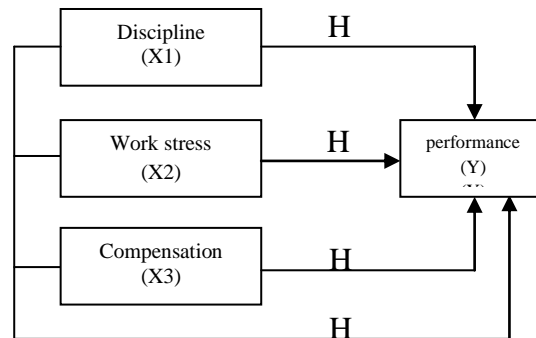 Discipline
(X1)
H
Work stress
(X2)
H
performance
(Y)
Compensation
(X3)
H
H